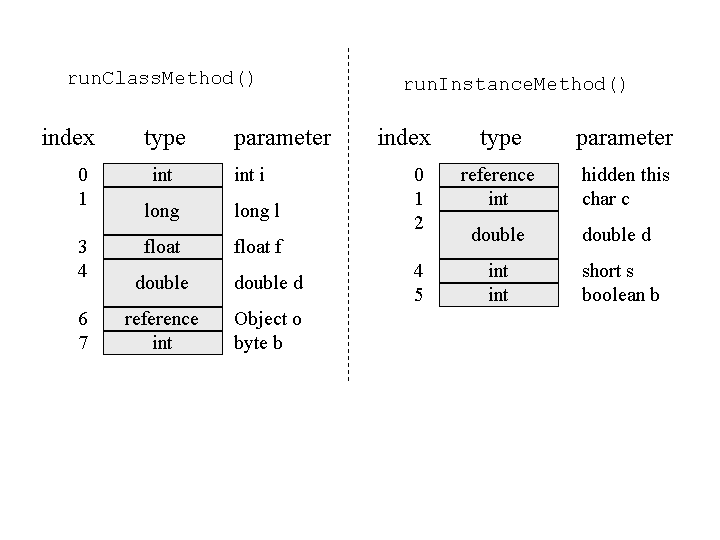 runClassMethod()
index type parameter
0 int int i
1 long long l
3 float float f
4 double double d
6 reference Object o
7 int byte b
runInstanceMethod()
index type parameter
0 reference hidden this
1 int char c
2 double double d
4 int short s
5 int boolean b